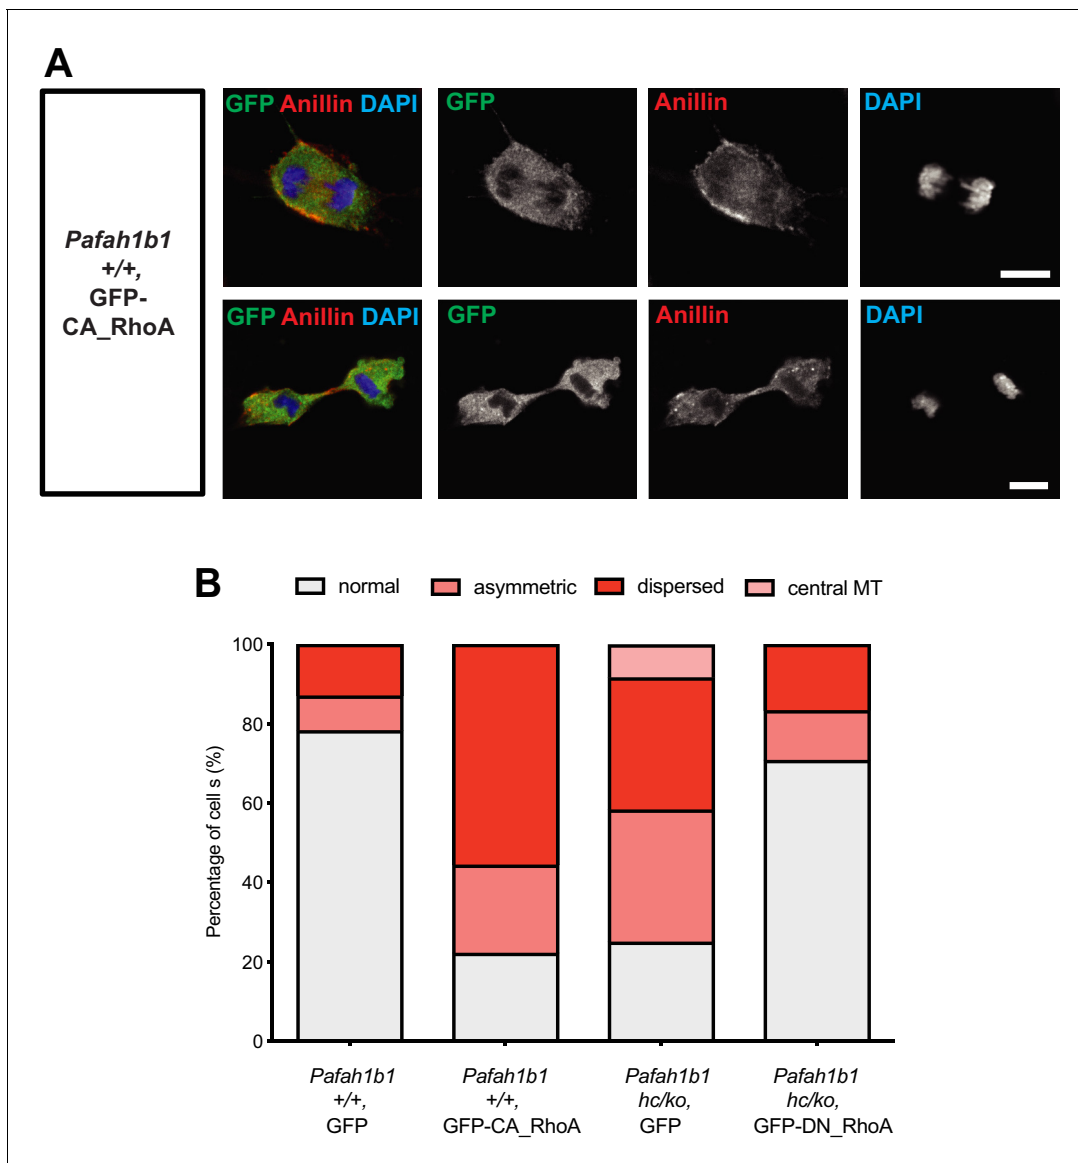 A
Pafah1b1
+/+,
GFP-
CA_RhoA
GFP Anillin DAPI
GFP
Anillin
DAPI
GFP Anillin DAPI
GFP
Anillin
DAPI
B
normal
asymmetric
dispersed
central MT
Percentage of cell s (%)
100
80
60
40
20
0
Pafah1b1
+/+,
GFP
Pafah1b1
+/+,
GFP-CA_RhoA
Pafah1b1
hc/ko,
GFP
Pafah1b1
hc/ko,
GFP-DN_RhoA